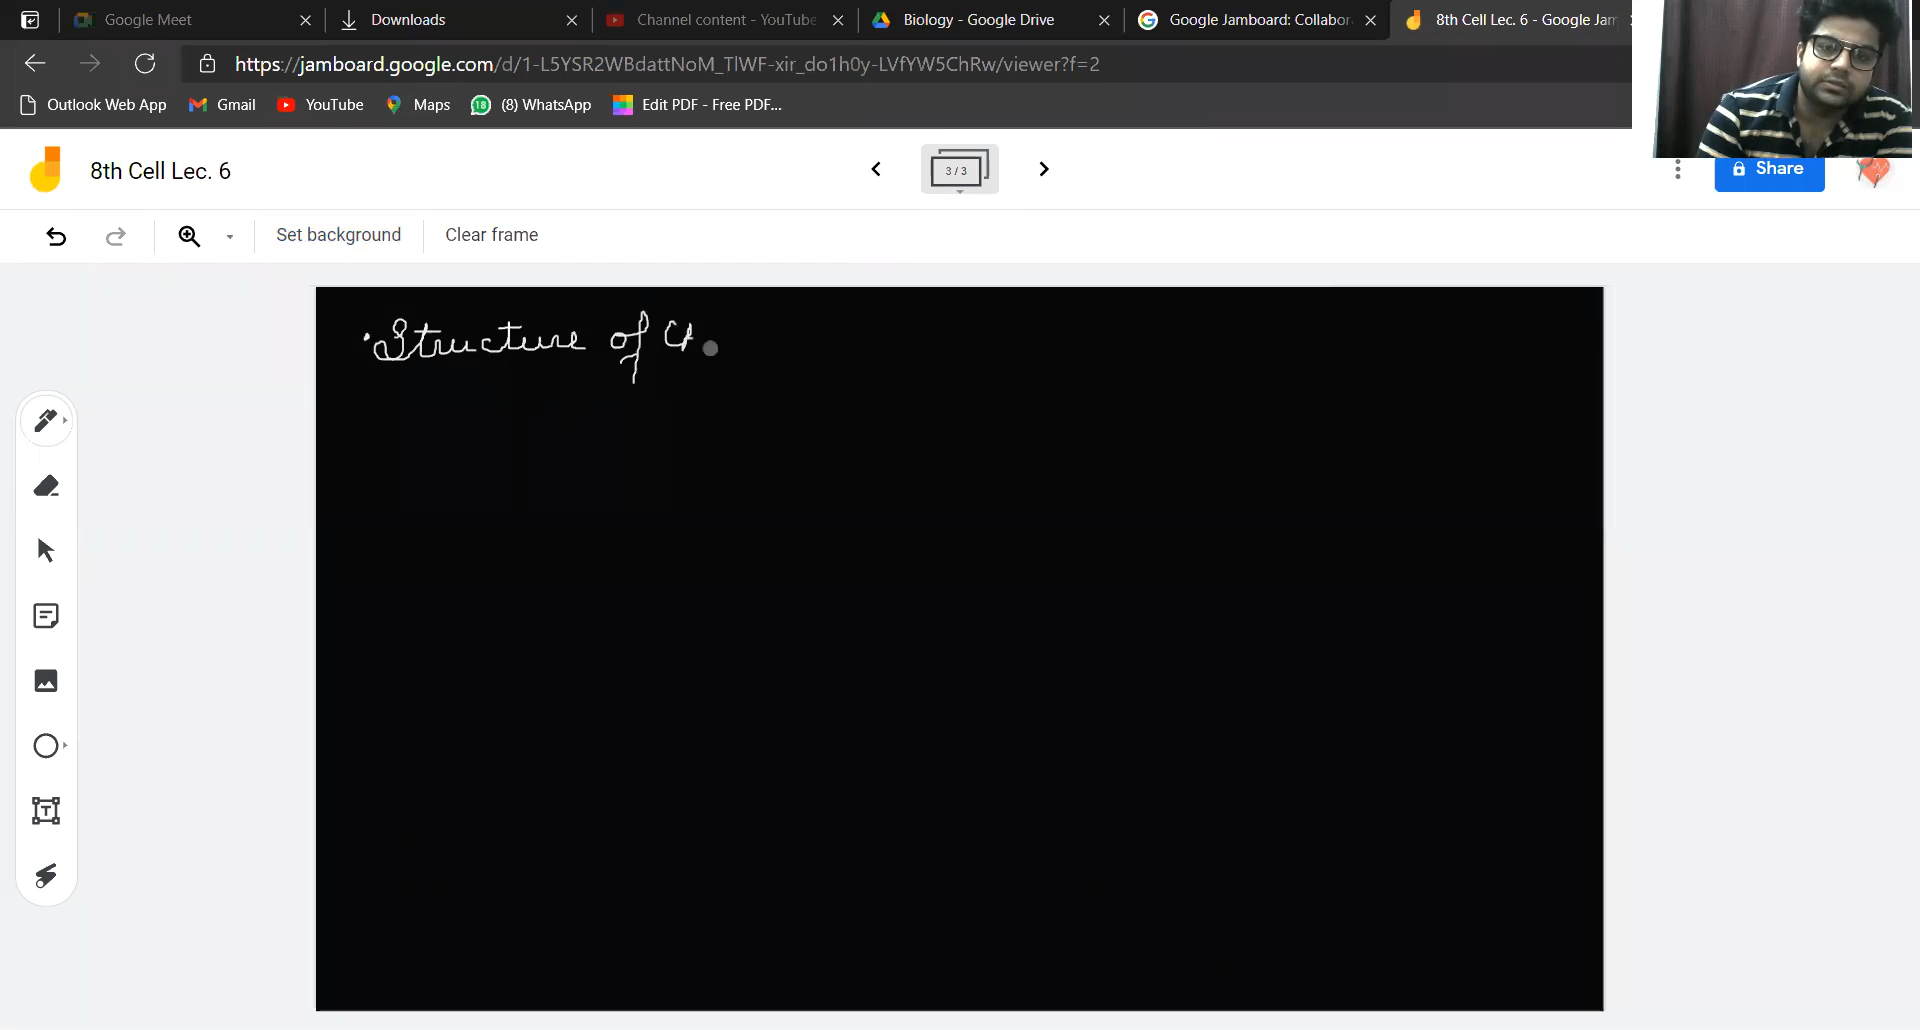 Google Meet Downloads Channel content - YouTube Biology - Google Drive Google Jamboard: Collabor 8th Cell Lec. 6 - Google Jam
https://jamboard.google.com/d/1-L5YSR2WBdattNoM_TlWF-xir_do1h0y-LVfYW5ChRw/viewer?f=2
Outlook Web App Gmail YouTube Maps 18 (8) WhatsApp Edit PDF - Free PDF...
8th Cell Lec. 6 3 / 3 Share
Set background Clear frame
• Structure of
T